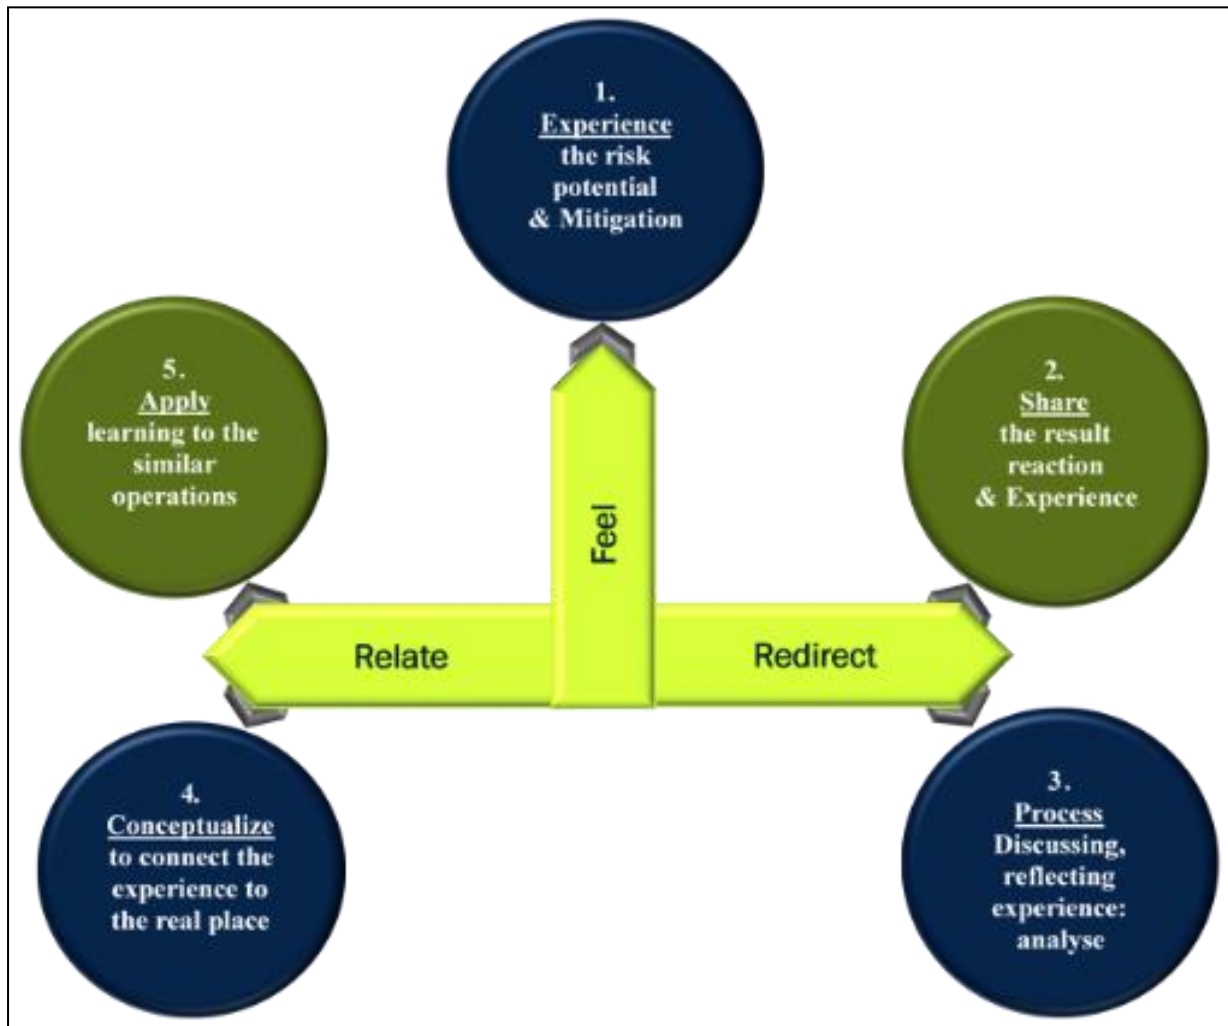 1.
Experience
the risk
potential
& Mitigation
2.
Share
the result
reaction
& Experience
3.
Process
Discussing,
reflecting
experience:
analyse
4.
Conceptualize
to connect the
experience to
the real place
5.
Apply
learning to the
similar
operations
Feel
Relate
Redirect